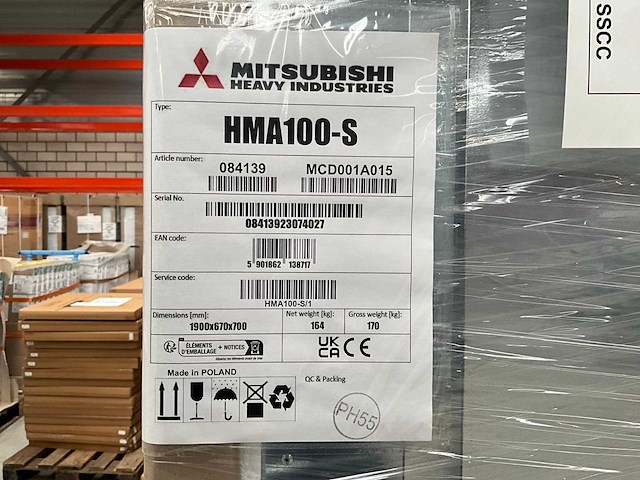 MITSUBISHI
HEAVY INDUSTRIES
Type:
HMA100-S
Article number:
084139 MCD001A015
Serial No.
08413923074027
EAN code:
5 901862 138717
Service code:
HMA100-S/1
Dimensions [mm]: Net weight [kg]: Gross weight [kg]:
1900x670x700 164 170
ÉLÉMENTS D'EMBALLAGE + NOTICES
UK CA CE
Made in POLAND
QC & Packing
PH55
SSCC